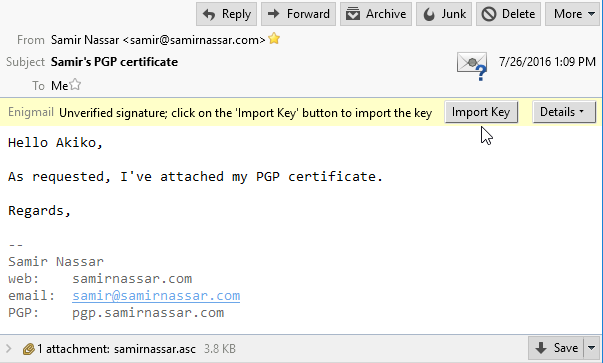 Reply Forward Archive Junk Delete More
From Samir Nassar <samir@samirnassar.com>
Subject Samir's PGP certificate 7/26/2016 1:09 PM
To Me
Enigmail Unverified signature; click on the 'Import Key' button to import the key Import Key Details
Hello Akiko,
As requested, I've attached my PGP certificate.
Regards,
--
Samir Nassar
web: samirnassar.com
email: samir@samirnassar.com
PGP: pgp.samirnassar.com
1 attachment: samirnassar.asc 3.8 KB Save